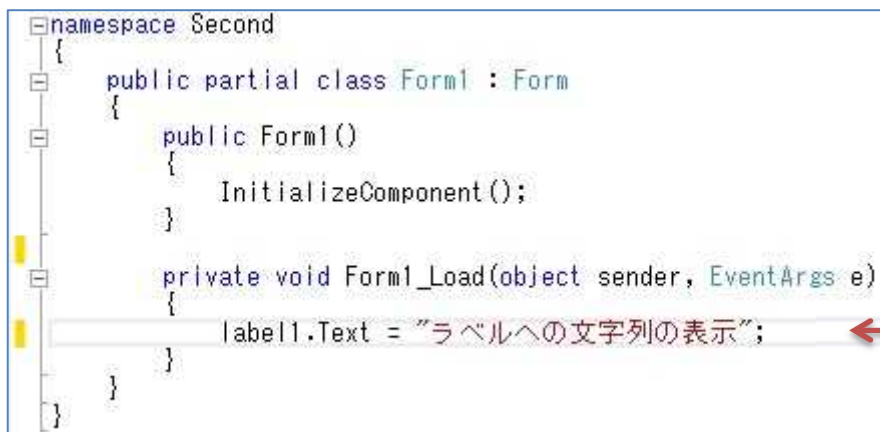 namespace Second
{
    public partial class Form1 : Form
    {
        public Form1()
        {
            InitializeComponent();
        }

        private void Form1_Load(object sender, EventArgs e)
        {
            label1.Text = "ラベルへの文字列の表示";
        }
    }
}